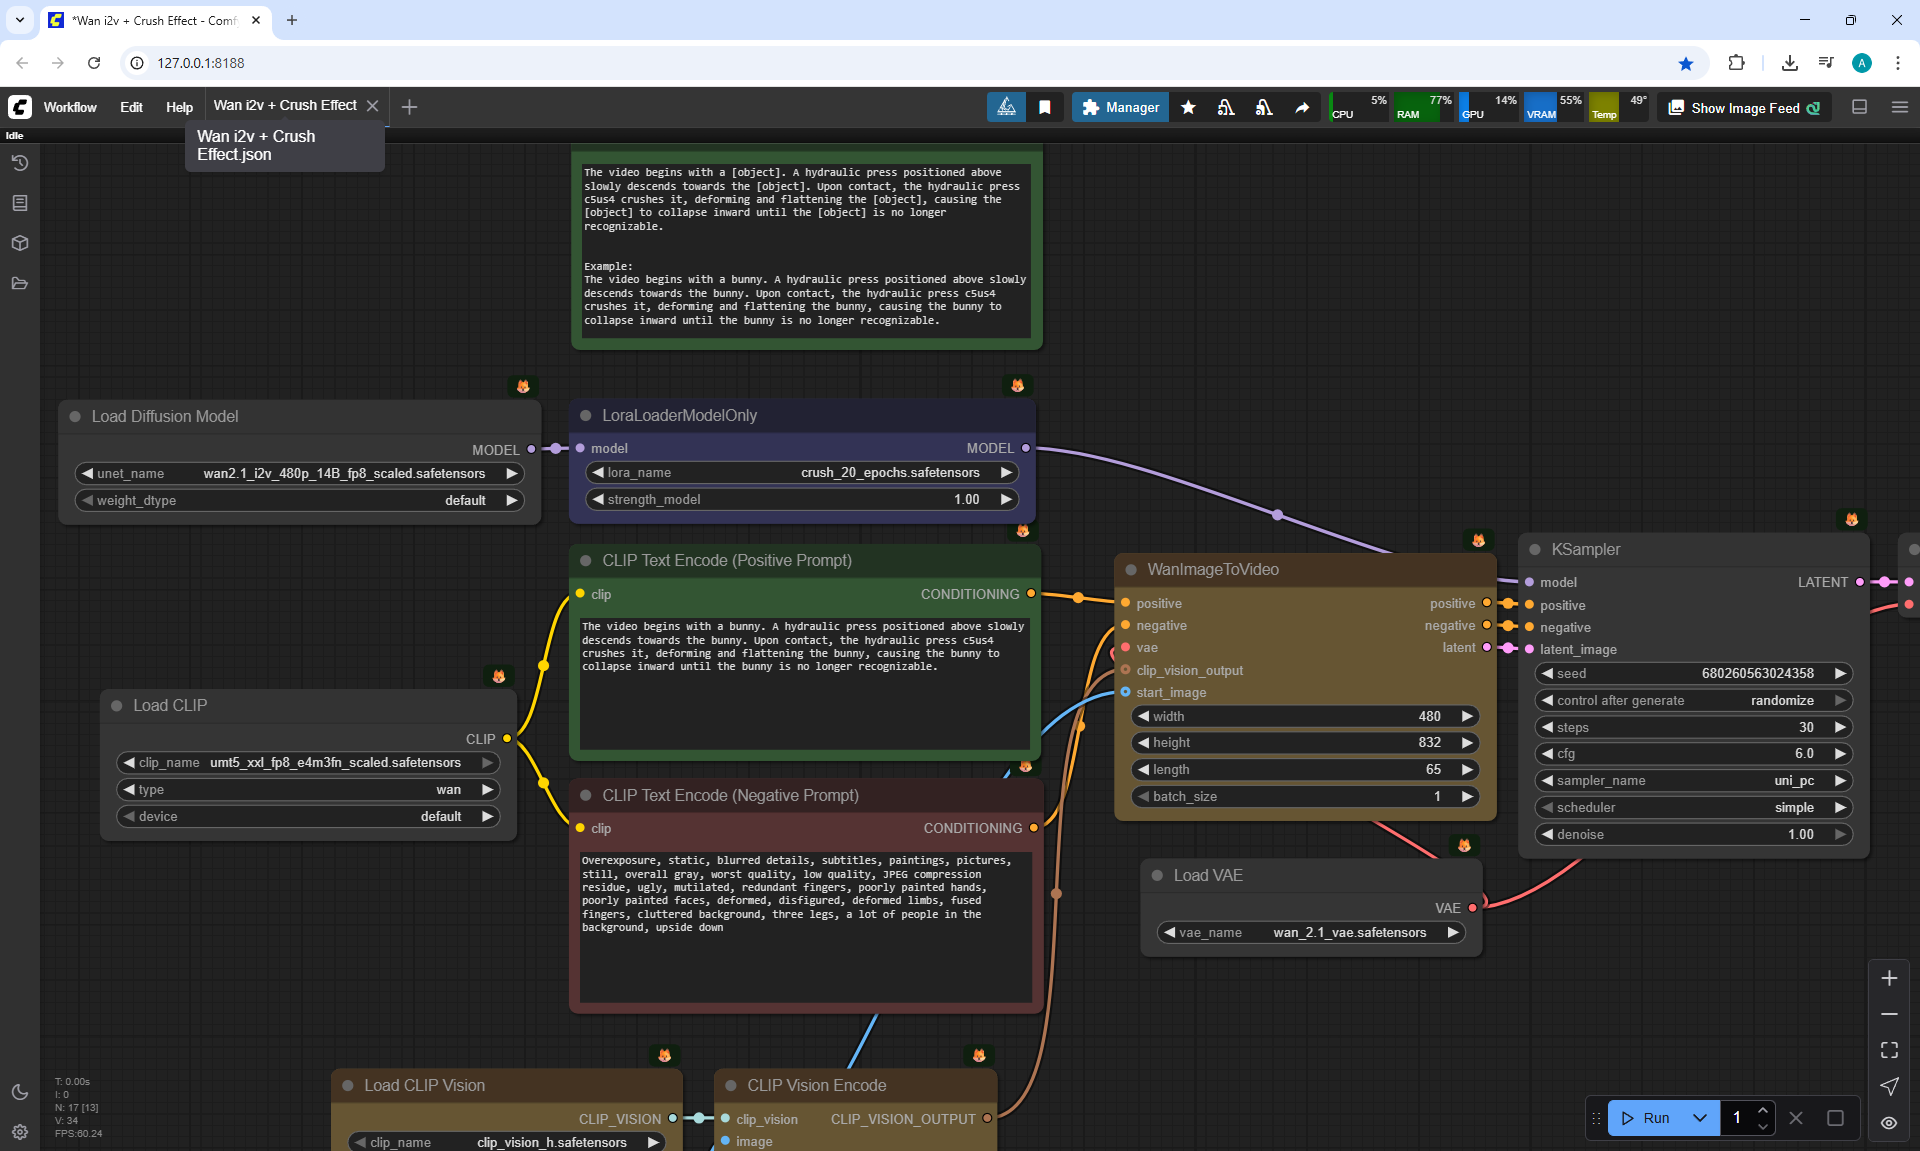 *Wan i2v + Crush Effect - Comf
127.0.0.1:8188
A
Workflow
Edit
Help
Wan i2v + Crush Effect
Manager
CPU 5%
RAM 77%
GPU 14%
VRAM 55%
Temp 49°
Show Image Feed
Idle
Wan i2v + Crush
Effect.json
The video begins with a [object]. A hydraulic press positioned above
slowly descends towards the [object]. Upon contact, the hydraulic press
c5us4 crushes it, deforming and flattening the [object], causing the
[object] to collapse inward until the [object] is no longer
recognizable.
Example:
The video begins with a bunny. A hydraulic press positioned above slowly
descends towards the bunny. Upon contact, the hydraulic press c5us4
crushes it, deforming and flattening the bunny, causing the bunny to
collapse inward until the bunny is no longer recognizable.
Load Diffusion Model
MODEL
unet_name wan2.1_i2v_480p_14B_fp8_scaled.safetensors
weight_dtype default
LoraLoaderModelOnly
model MODEL
lora_name crush_20_epochs.safetensors
strength_model 1.00
CLIP Text Encode (Positive Prompt)
clip CONDITIONING
The video begins with a bunny. A hydraulic press positioned above slowly
descends towards the bunny. Upon contact, the hydraulic press c5us4
crushes it, deforming and flattening the bunny, causing the bunny to
collapse inward until the bunny is no longer recognizable.
Load CLIP
CLIP
clip_name umt5_xxl_fp8_e4m3fn_scaled.safetensors
type wan
device default
CLIP Text Encode (Negative Prompt)
clip CONDITIONING
Overexposure, static, blurred details, subtitles, paintings, pictures,
still, overall gray, worst quality, low quality, JPEG compression
residue, ugly, mutilated, redundant fingers, poorly painted hands,
poorly painted faces, deformed, disfigured, deformed limbs, fused
fingers, cluttered background, three legs, a lot of people in the
background, upside down
WanImageToVideo
positive positive
negative negative
vae latent
clip_vision_output
start_image
width 480
height 832
length 65
batch_size 1
KSampler
model LATENT
positive
negative
latent_image
seed 680260563024358
control after generate randomize
steps 30
cfg 6.0
sampler_name uni_pc
scheduler simple
denoise 1.00
Load VAE
VAE
vae_name wan_2.1_vae.safetensors
Load CLIP Vision
CLIP_VISION
clip_name clip_vision_h.safetensors
CLIP Vision Encode
clip_vision CLIP_VISION_OUTPUT
image
T: 0.00s
I: 0
N: 17 [13]
V: 34
FPS:60.24
Run
1